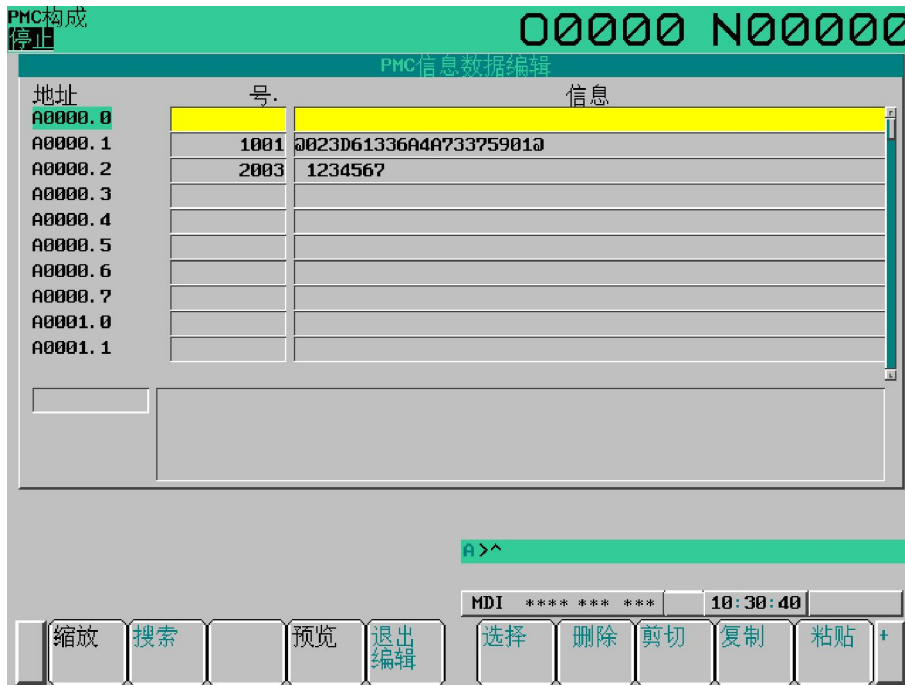 PMC构成
停止
O0000 N00000
PMC信息数据编辑
地址 号. 信息
A0000.0
A0000.1 1001 @023D61336A4A73375901@
A0000.2 2003 1234567
A0000.3
A0000.4
A0000.5
A0000.6
A0000.7
A0001.0
A0001.1
A>^
MDI **** *** *** 10:30:40
缩放 搜索 预览 退出编辑 选择 删除 剪切 复制 粘贴 +